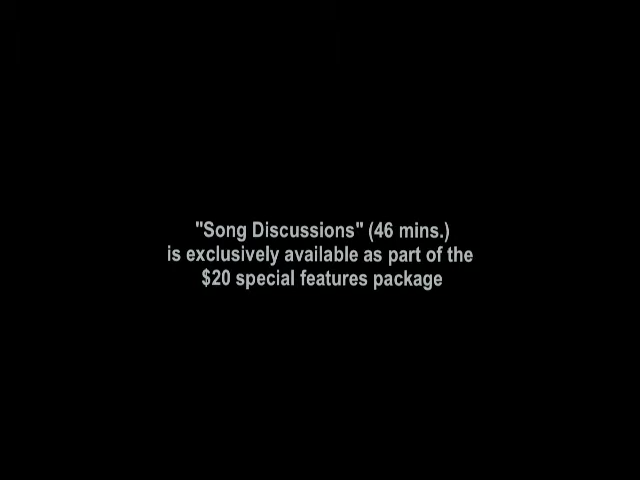 "Song Discussions" (46 mins.)
is exclusively available as part of the
$20 special features package